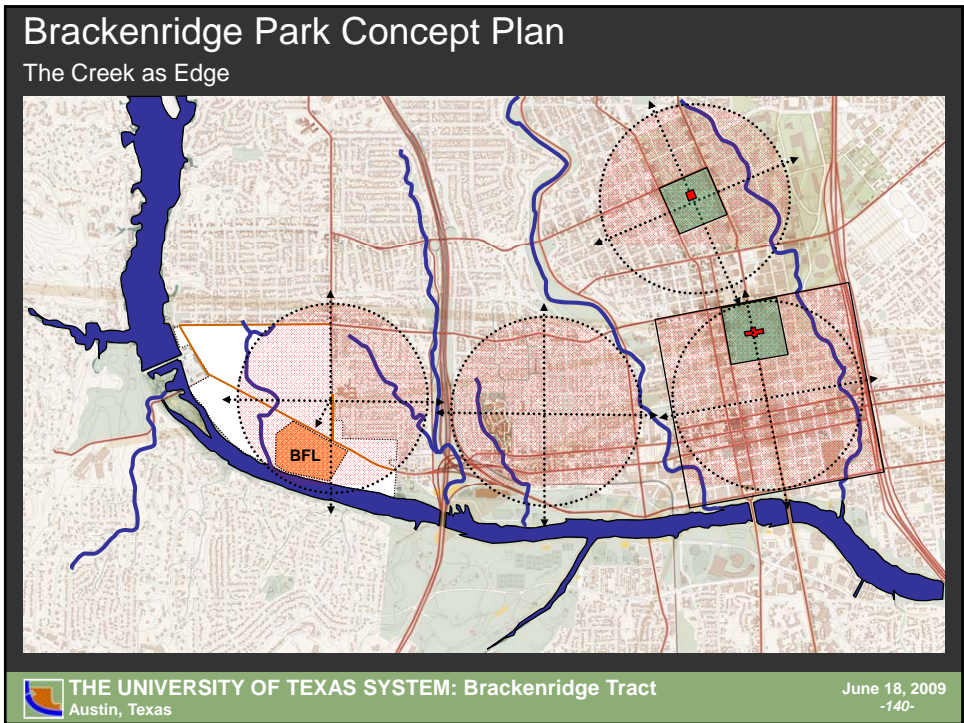 Brackenridge Park Concept Plan
The Creek as Edge
BFL
THE UNIVERSITY OF TEXAS SYSTEM: Brackenridge Tract
Austin, Texas
June 18, 2009
-140-